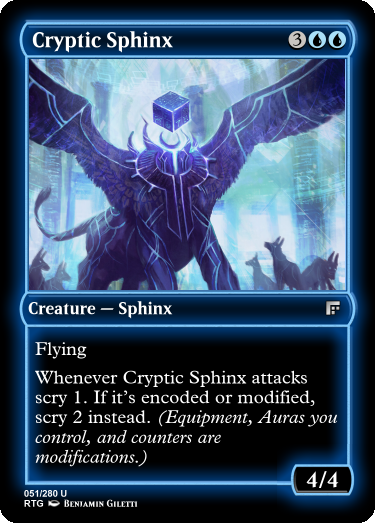 Cryptic Sphinx 3
Creature — Sphinx
Flying
Whenever Cryptic Sphinx attacks
scry 1. If it's encoded or modified,
scry 2 instead. (Equipment, Auras you
control, and counters are
modifications.)
4/4
051/280 U
RTG Benjamin Giletti